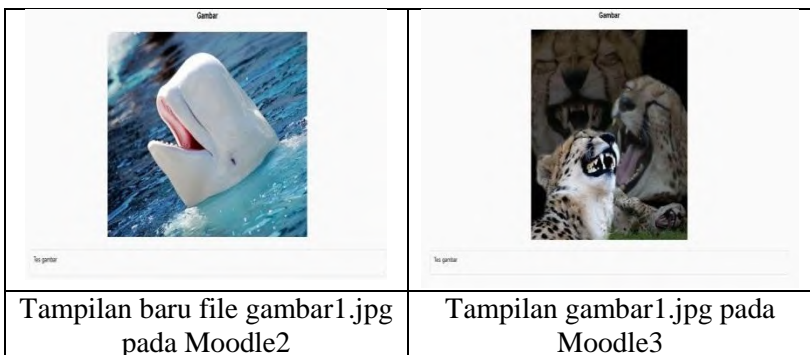 Gambar
Tes gambar
Tampilan baru file gambar1.jpg
pada Moodle2
Gambar
Tes gambar
Tampilan gambar1.jpg pada
Moodle3